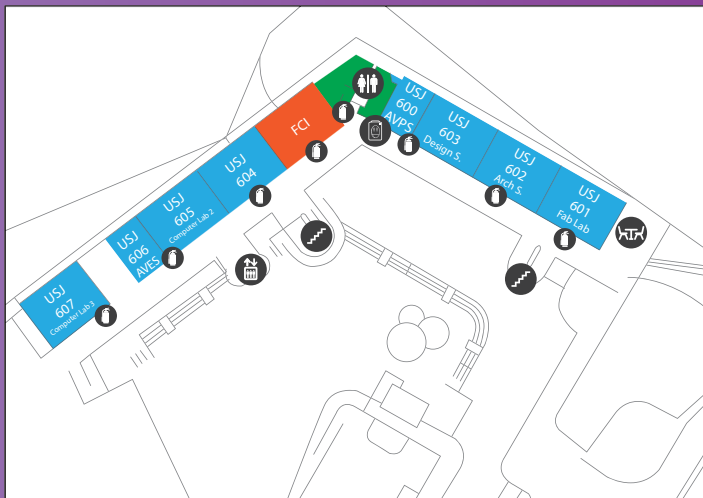 USJ
607
Computer Lab 3
USJ
606
AVES
USJ
605
Computer Lab 2
USJ
604
FCI
USJ
600
AVPS
USJ
603
Design S.
USJ
602
Arch S.
USJ
601
Fab Lab